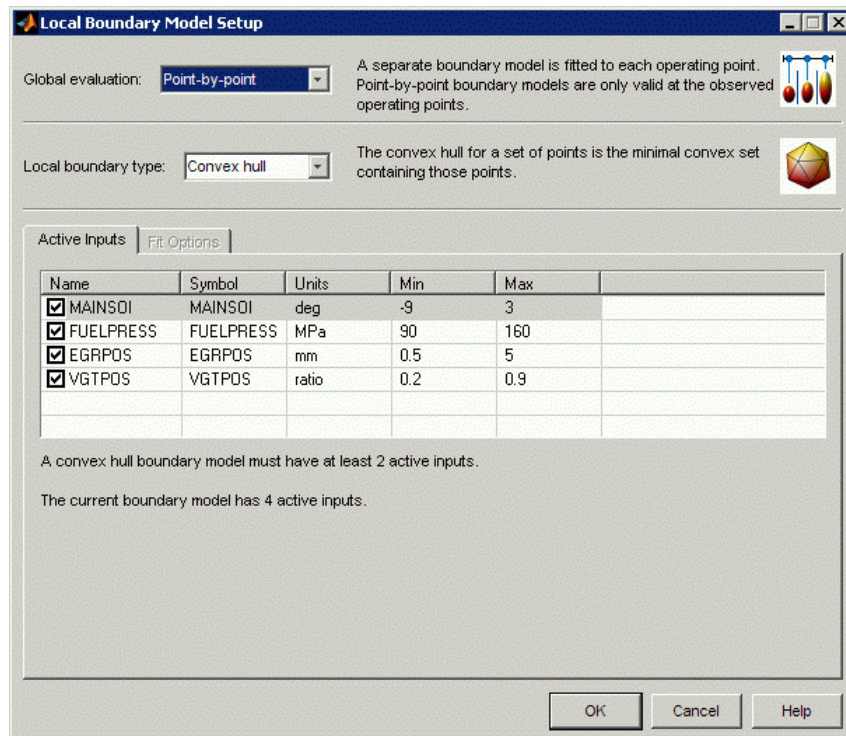 Local Boundary Model Setup
Global evaluation: Point-by-point
A separate boundary model is fitted to each operating point.
Point-by-point boundary models are only valid at the observed
operating points.
Local boundary type: Convex hull
The convex hull for a set of points is the minimal convex set
containing those points.
Active Inputs Fit Options
Name Symbol Units Min Max
MAINSOI MAINSOI deg -9 3
FUELPRESS FUELPRESS MPa 90 160
EGRPOS EGRPOS mm 0.5 5
VGTPOS VGTPOS ratio 0.2 0.9
A convex hull boundary model must have at least 2 active inputs.
The current boundary model has 4 active inputs.
OK Cancel Help